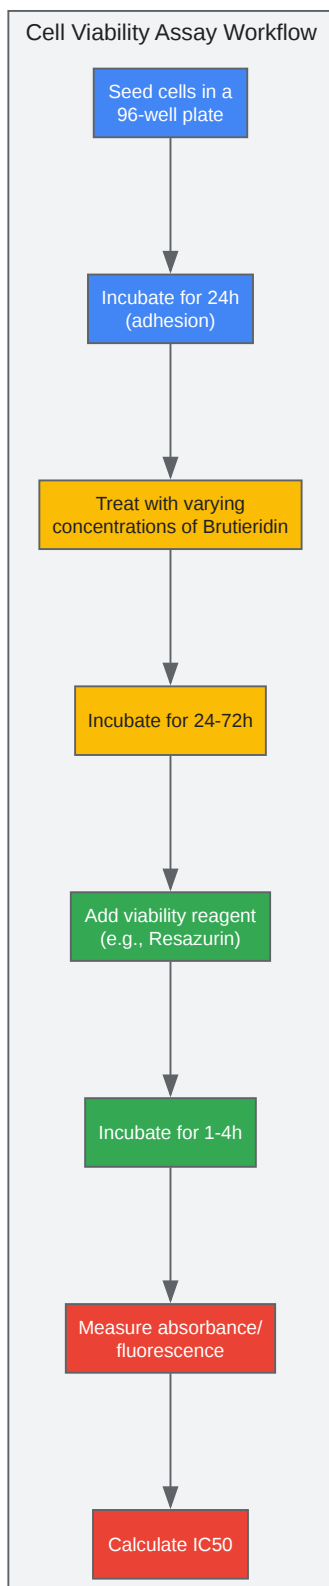 Cell Viability Assay Workflow
Seed cells in a
96-well plate
Incubate for 24h
(adhesion)
Treat with varying
concentrations of Brutieridin
Incubate for 24-72h
Add viability reagent
(e.g., Resazurin)
Incubate for 1-4h
Measure absorbance/
fluorescence
Calculate IC50